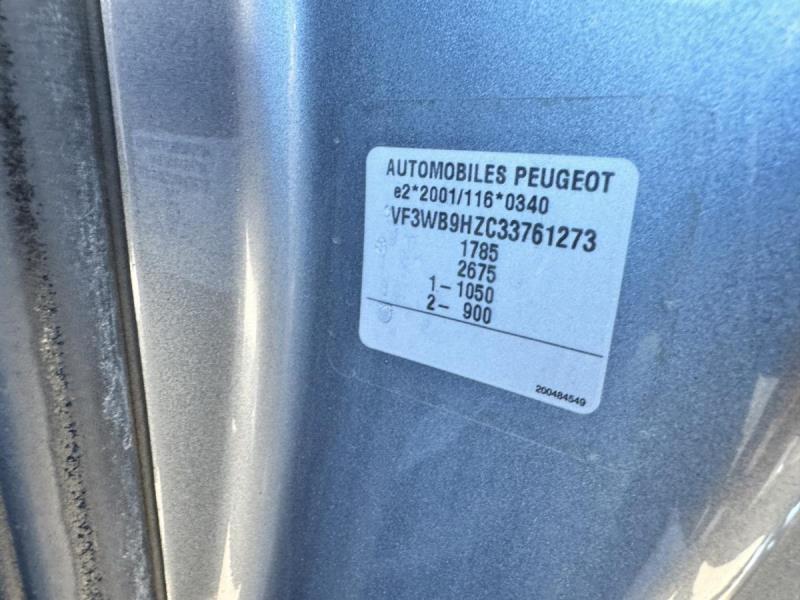 AUTOMOBILES PEUGEOT
e2*2001/116*0340
VF3WB9HZC33761273
1785
2675
1- 1050
2- 900
200484549